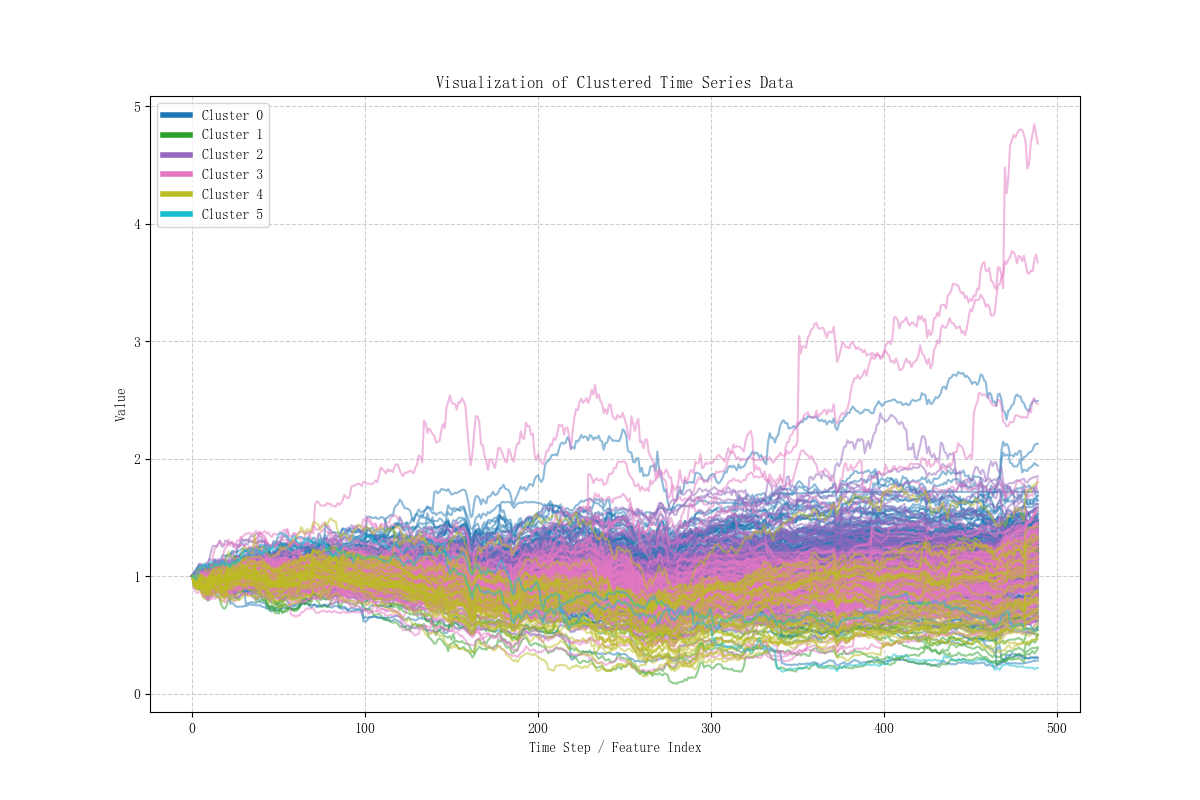 Visualization of Clustered Time Series Data
Cluster 0
Cluster 1
Cluster 2
Cluster 3
Cluster 4
Cluster 5
Value
5
4
3
2
1
0
0 100 200 300 400 500
Time Step / Feature Index